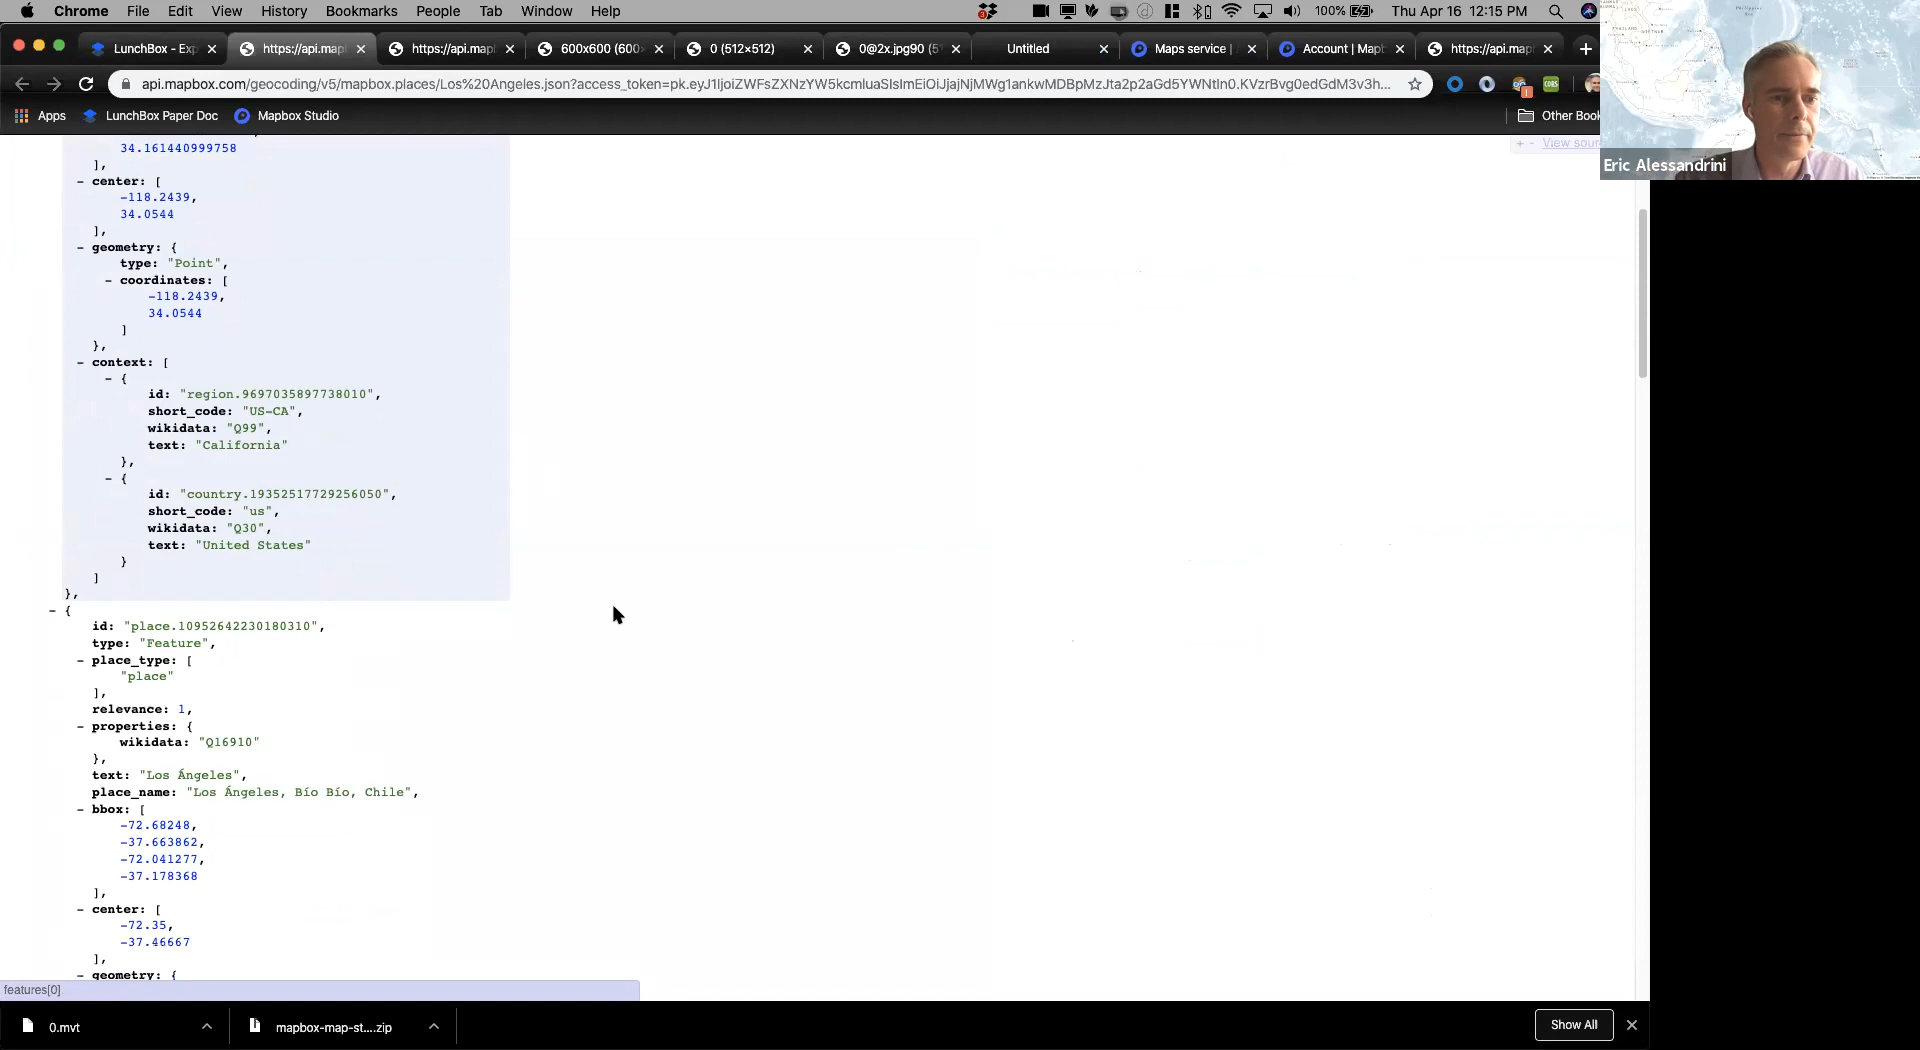 Chrome File Edit View History Bookmarks People Tab Window Help 100% Thu Apr 16 12:15 PM
LunchBox - Exp https://api.map https://api.map 600x600 (600 0 (512×512) 0@2x.jpg90 (5 Untitled Maps service | Account | Map https://api.map
api.mapbox.com/geocoding/v5/mapbox.places/Los%20Angeles.json?access_token=
Apps LunchBox Paper Doc Mapbox Studio Other Book
+ - View sour
Eric Alessandrini
34.161440999758
],
- center: [
-118.2439,
34.0544
],
- geometry: {
type: "Point",
- coordinates: [
-118.2439,
34.0544
]
},
- context: [
- {
id: "region.9697035897738010",
short_code: "US-CA",
wikidata: "Q99",
text: "California"
},
- {
id: "country.19352517729256050",
short_code: "us",
wikidata: "Q30",
text: "United States"
}
]
},
- {
id: "place.10952642230180310",
type: "Feature",
- place_type: [
"place"
],
relevance: 1,
- properties: {
wikidata: "Q16910"
},
text: "Los Ángeles",
place_name: "Los Ángeles, Bío Bío, Chile",
- bbox: [
-72.68248,
-37.663862,
-72.041277,
-37.178368
],
- center: [
-72.35,
-37.46667
],
- geometry: {
features[0]
0.mvt mapbox-map-st....zip Show All